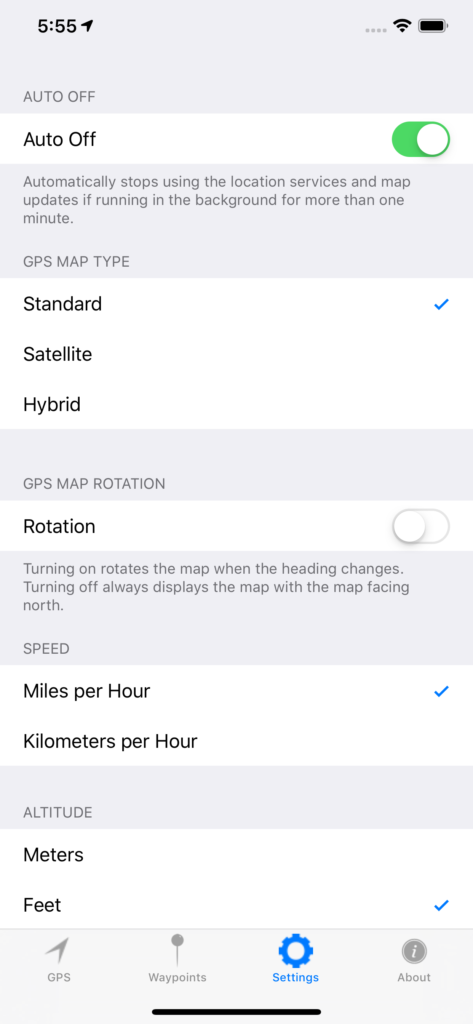 5:55
AUTO OFF
Auto Off
Automatically stops using the location services and map
updates if running in the background for more than one
minute.
GPS MAP TYPE
Standard
Satellite
Hybrid
GPS MAP ROTATION
Rotation
Turning on rotates the map when the heading changes.
Turning off always displays the map with the map facing
north.
SPEED
Miles per Hour
Kilometers per Hour
ALTITUDE
Meters
Feet
GPS Waypoints Settings About